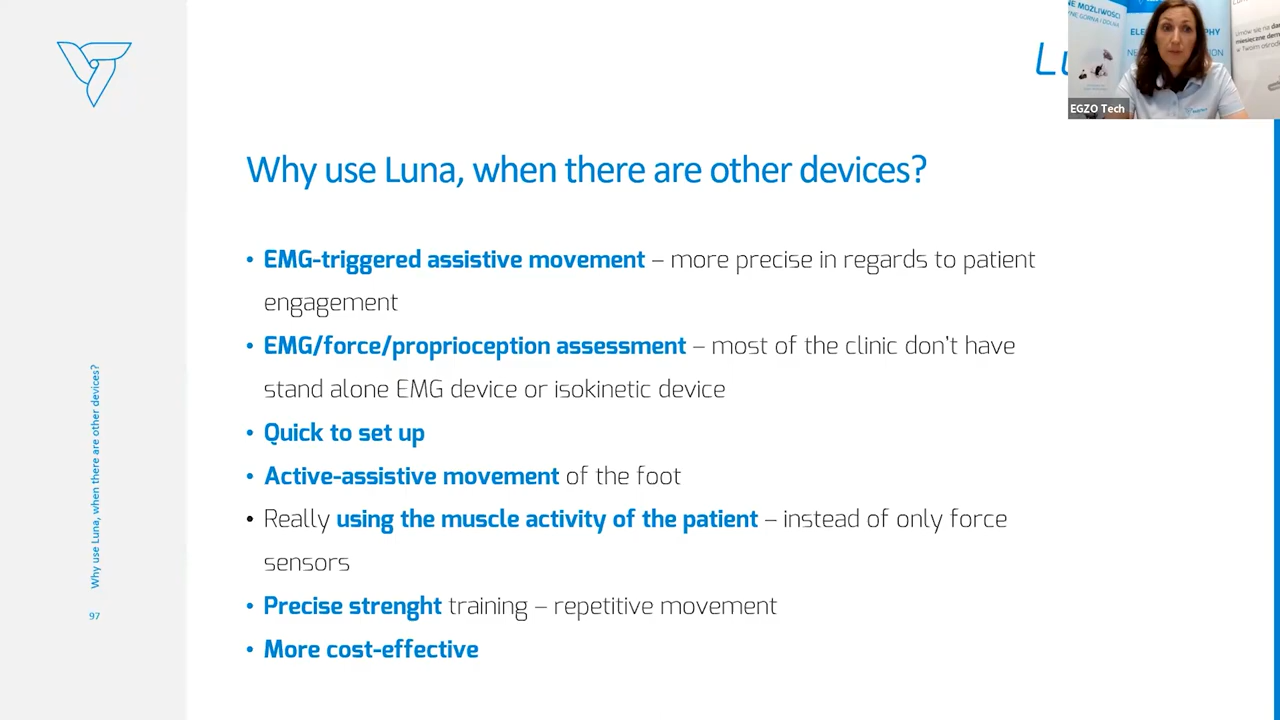 Lu
NE MOŻLIWOŚCI
EGZO Tech
Why use Luna, when there are other devices?
• EMG-triggered assistive movement – more precise in regards to patient
engagement
• EMG/force/proprioception assessment – most of the clinic don't have
stand alone EMG device or isokinetic device
• Quick to set up
• Active-assistive movement of the foot
• Really using the muscle activity of the patient – instead of only force
sensors
• Precise strenght training – repetitive movement
• More cost-effective
Why use Luna, when there are other devices?
97